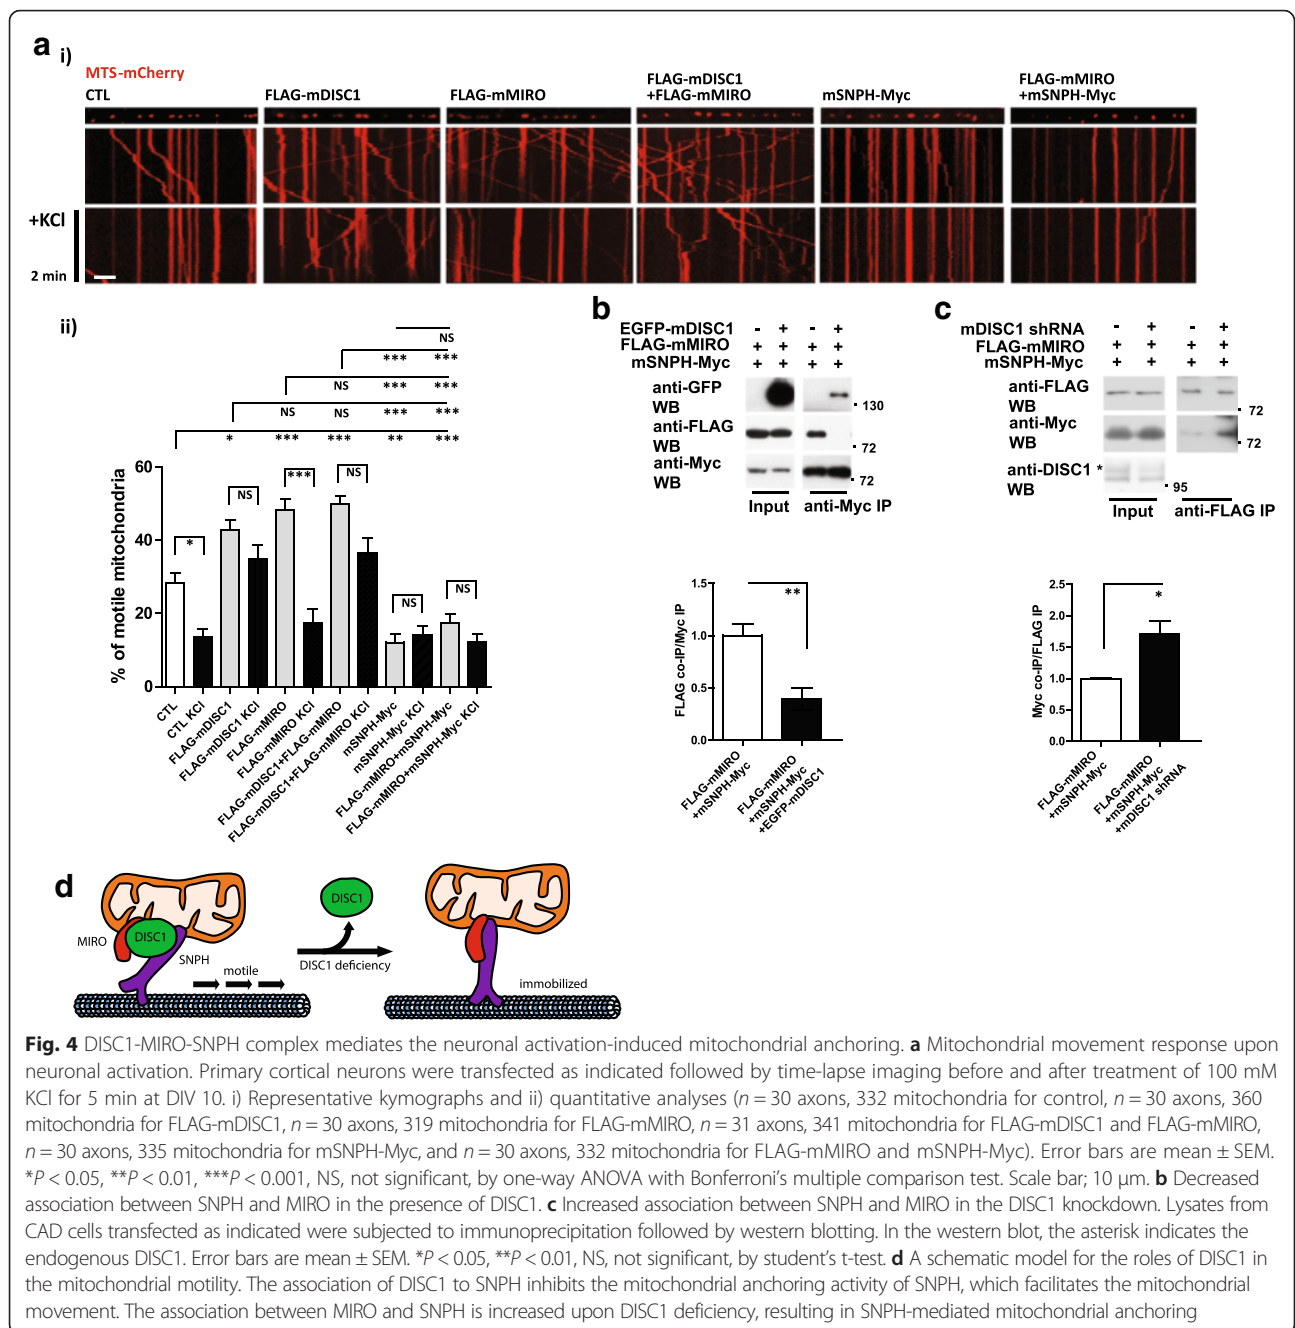 a i)
MTS-mCherry
CTL
FLAG-mDISC1
FLAG-mMIRO
FLAG-mDISC1
+FLAG-mMIRO
mSNPH-Myc
FLAG-mMIRO
+mSNPH-Myc
+KCl
2 min
ii)
NS
*** ***
NS *** ***
NS NS *** ***
* *** *** ** ***
% of motile mitochondria
60
40
20
0
* NS *** NS NS NS
CTL
CTL KCl
FLAG-mDISC1
FLAG-mDISC1 KCl
FLAG-mMIRO
FLAG-mMIRO KCl
FLAG-mDISC1+FLAG-mMIRO
FLAG-mDISC1+FLAG-mMIRO KCl
mSNPH-Myc
mSNPH-Myc KCl
FLAG-mMIRO+mSNPH-Myc
FLAG-mMIRO+mSNPH-Myc KCl
b
EGFP-mDISC1 - + - +
FLAG-mMIRO + + + +
mSNPH-Myc + + + +
anti-GFP
WB
130
anti-FLAG
WB
72
anti-Myc
WB
72
Input anti-Myc IP
FLAG co-IP/Myc IP
1.5
1.0
0.5
0.0
**
FLAG-mMIRO
+mSNPH-Myc
FLAG-mMIRO
+mSNPH-Myc
+EGFP-mDISC1
c
mDISC1 shRNA - + - +
FLAG-mMIRO + + + +
mSNPH-Myc + + + +
anti-FLAG
WB
72
anti-Myc
WB
72
anti-DISC1 *
WB
95
Input anti-FLAG IP
Myc co-IP/FLAG IP
2.5
2.0
1.5
1.0
0.5
0.0
*
FLAG-mMIRO
+mSNPH-Myc
FLAG-mMIRO
+mSNPH-Myc
+mDISC1 shRNA
d
MIRO
DISC1
SNPH
motile
DISC1
DISC1 deficiency
immobilized
Fig. 4 DISC1-MIRO-SNPH complex mediates the neuronal activation-induced mitochondrial anchoring. a Mitochondrial movement response upon
neuronal activation. Primary cortical neurons were transfected as indicated followed by time-lapse imaging before and after treatment of 100 mM
KCl for 5 min at DIV 10. i) Representative kymographs and ii) quantitative analyses (n = 30 axons, 332 mitochondria for control, n = 30 axons, 360
mitochondria for FLAG-mDISC1, n = 30 axons, 319 mitochondria for FLAG-mMIRO, n = 31 axons, 341 mitochondria for FLAG-mDISC1 and FLAG-mMIRO,
n = 30 axons, 335 mitochondria for mSNPH-Myc, and n = 30 axons, 332 mitochondria for FLAG-mMIRO and mSNPH-Myc). Error bars are mean ± SEM.
*P < 0.05, **P < 0.01, ***P < 0.001, NS, not significant, by one-way ANOVA with Bonferroni’s multiple comparison test. Scale bar; 10 μm. b Decreased
association between SNPH and MIRO in the presence of DISC1. c Increased association between SNPH and MIRO in the DISC1 knockdown. Lysates from
CAD cells transfected as indicated were subjected to immunoprecipitation followed by western blotting. In the western blot, the asterisk indicates the
endogenous DISC1. Error bars are mean ± SEM. *P < 0.05, **P < 0.01, NS, not significant, by student’s t-test. d A schematic model for the roles of DISC1 in
the mitochondrial motility. The association of DISC1 to SNPH inhibits the mitochondrial anchoring activity of SNPH, which facilitates the mitochondrial
movement. The association between MIRO and SNPH is increased upon DISC1 deficiency, resulting in SNPH-mediated mitochondrial anchoring